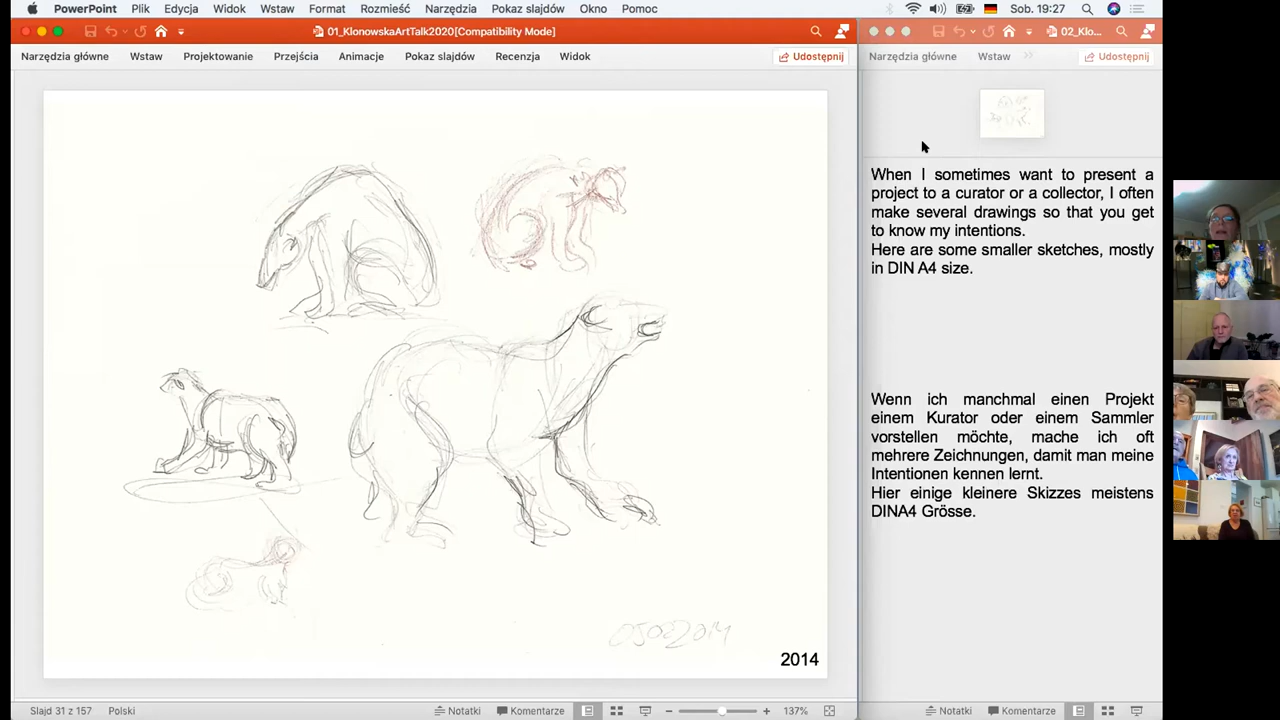 PowerPoint Plik Edycja Widok Wstaw Format Rozmieść Narzędzia Pokaz slajdów Okno Pomoc Sob. 19:27
01_KlonowskaArtTalk2020[Compatibility Mode]
02_Klo...
Narzędzia główne Wstaw Projektowanie Przejścia Animacje Pokaz slajdów Recenzja Widok Udostępnij
Narzędzia główne Wstaw Udostępnij
05022014
2014
When I sometimes want to present a
project to a curator or a collector, I often
make several drawings so that you get
to know my intentions.
Here are some smaller sketches, mostly
in DIN A4 size.
Wenn ich manchmal einen Projekt
einem Kurator oder einem Sammler
vorstellen möchte, mache ich oft
mehrere Zeichnungen, damit man meine
Intentionen kennen lernt.
Hier einige kleinere Skizzes meistens
DINA4 Grösse.
Slajd 31 z 157 Polski Notatki Komentarze 137%
Notatki Komentarze